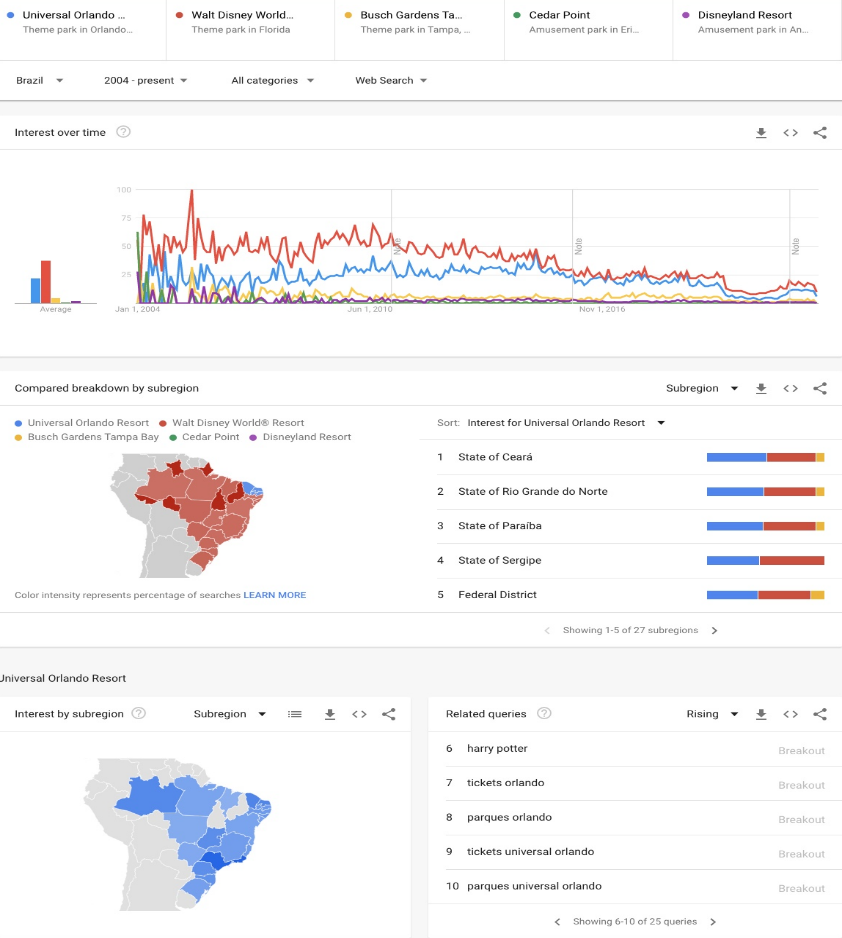 Universal Orlando ...
Theme park in Orlando...
Walt Disney World...
Theme park in Florida
Busch Gardens Ta...
Theme park in Tampa, ...
Cedar Point
Amusement park in Eri...
Disneyland Resort
Amusement park in An...
Brazil 2004 - present All categories Web Search
Interest over time
100
75
50
25
Note
Note
Note
Average
Jan 1, 2004 Jun 1, 2010 Nov 1, 2016
Compared breakdown by subregion
Subregion
Universal Orlando Resort Walt Disney World® Resort
Busch Gardens Tampa Bay Cedar Point Disneyland Resort
Color intensity represents percentage of searches LEARN MORE
Sort: Interest for Universal Orlando Resort
1 State of Ceará
2 State of Rio Grande do Norte
3 State of Paraíba
4 State of Sergipe
5 Federal District
Showing 1-5 of 27 subregions
Universal Orlando Resort
Interest by subregion Subregion
Related queries Rising
6 harry potter Breakout
7 tickets orlando Breakout
8 parques orlando Breakout
9 tickets universal orlando Breakout
10 parques universal orlando Breakout
Showing 6-10 of 25 queries